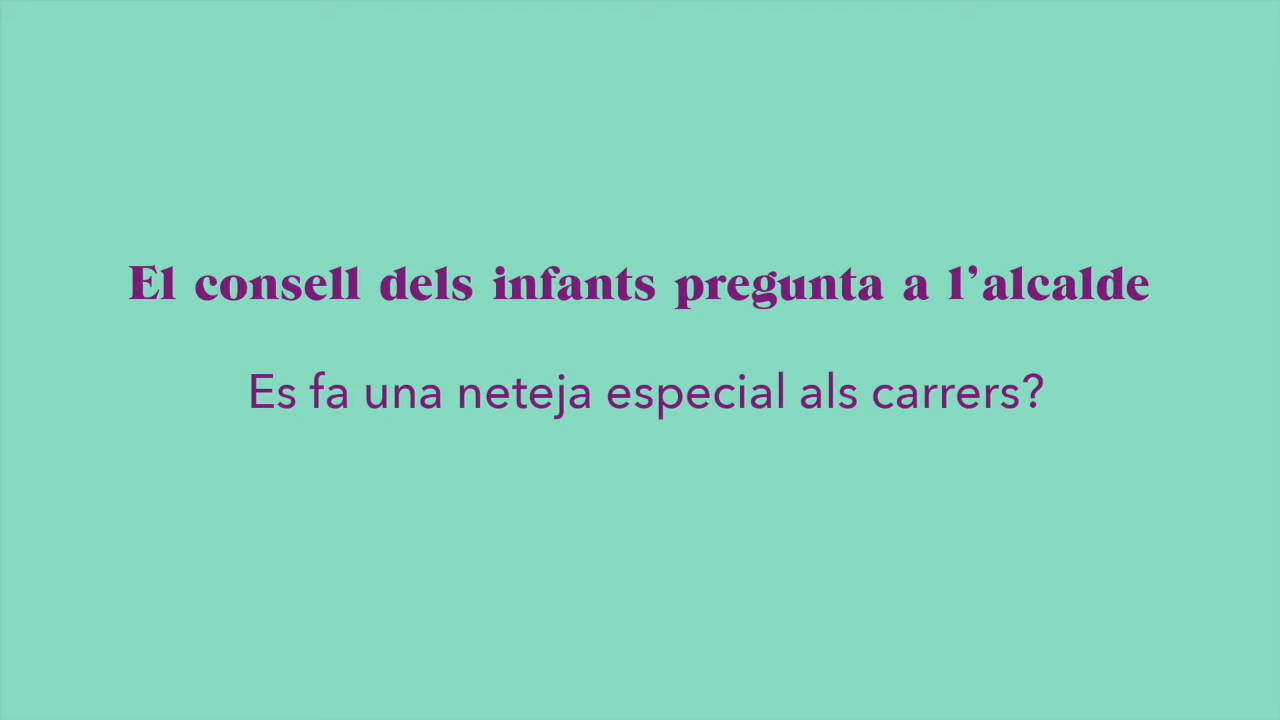 El consell dels infants pregunta a l'alcalde
Es fa una neteja especial als carrers?